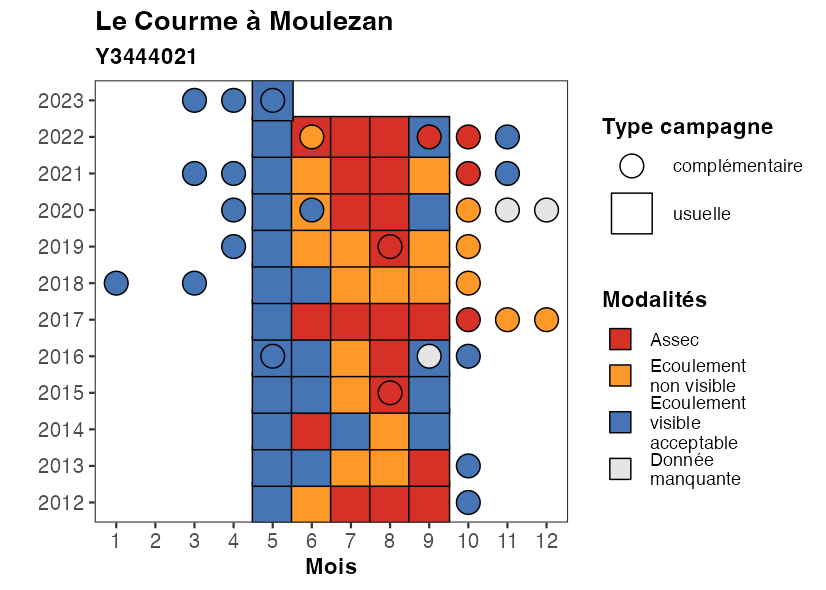 Le Courme à Moulezan
Y3444021
2023
2022
2021
2020
2019
2018
2017
2016
2015
2014
2013
2012
1 2 3 4 5 6 7 8 9 10 11 12
Mois
Type campagne
complémentaire
usuelle
Modalités
Assec
Ecoulement
non visible
Ecoulement
visible
acceptable
Donnée
manquante